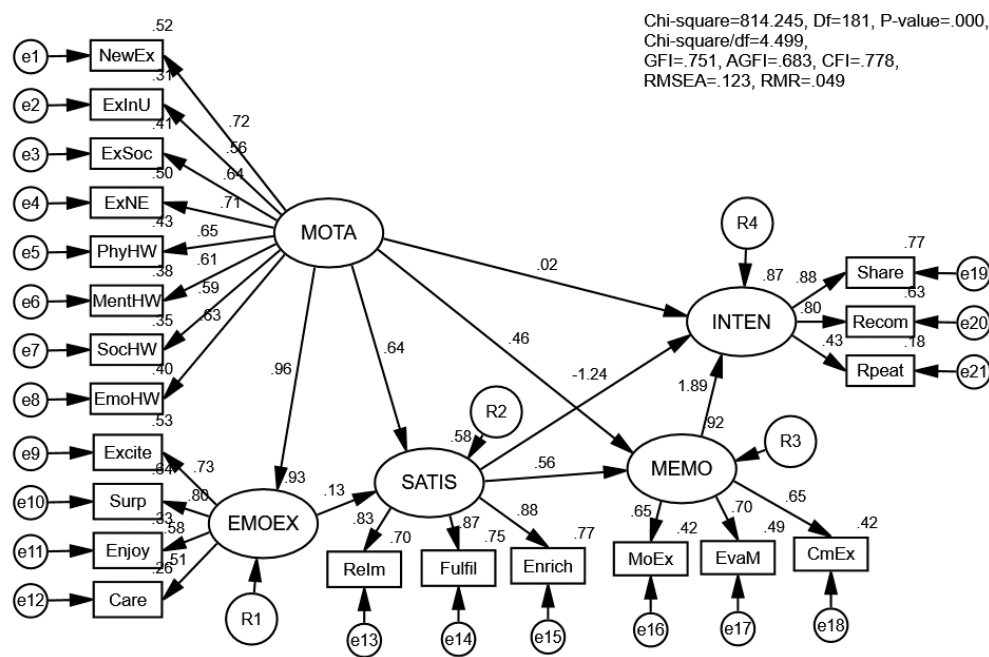 Chi-square=814.245, Df=181, P-value=.000,
Chi-square/df=4.499,
GFI=.751, AGFI=.683, CFI=.778,
RMSEA=.123, RMR=.049
.52
e1
NewEx
.31
e2
ExInU
.41
e3
ExSoc
.50
e4
ExNE
.43
e5
PhyHW
.38
e6
MentHW
.35
e7
SocHW
.40
e8
EmoHW
.53
e9
Excite
.64
e10
Surp
.33
e11
Enjoy
.26
e12
Care
.72
.56
.64
.71
.65
.61
.59
.63
MOTA
.02
.46
.64
.96
.73
.80
.58
.51
.93
EMOEX
R1
.13
R2
.58
SATIS
-1.24
.56
.83
.87
.88
.70
ReIm
.75
Fulfil
.77
Enrich
e13
e14
e15
R4
.87
INTEN
1.89
.92
MEMO
R3
.65
.70
.65
.42
MoEx
.49
EvaM
.42
CmEx
e16
e17
e18
.88
.80
.43
.77
Share
e19
.63
Recom
e20
.18
Rpeat
e21